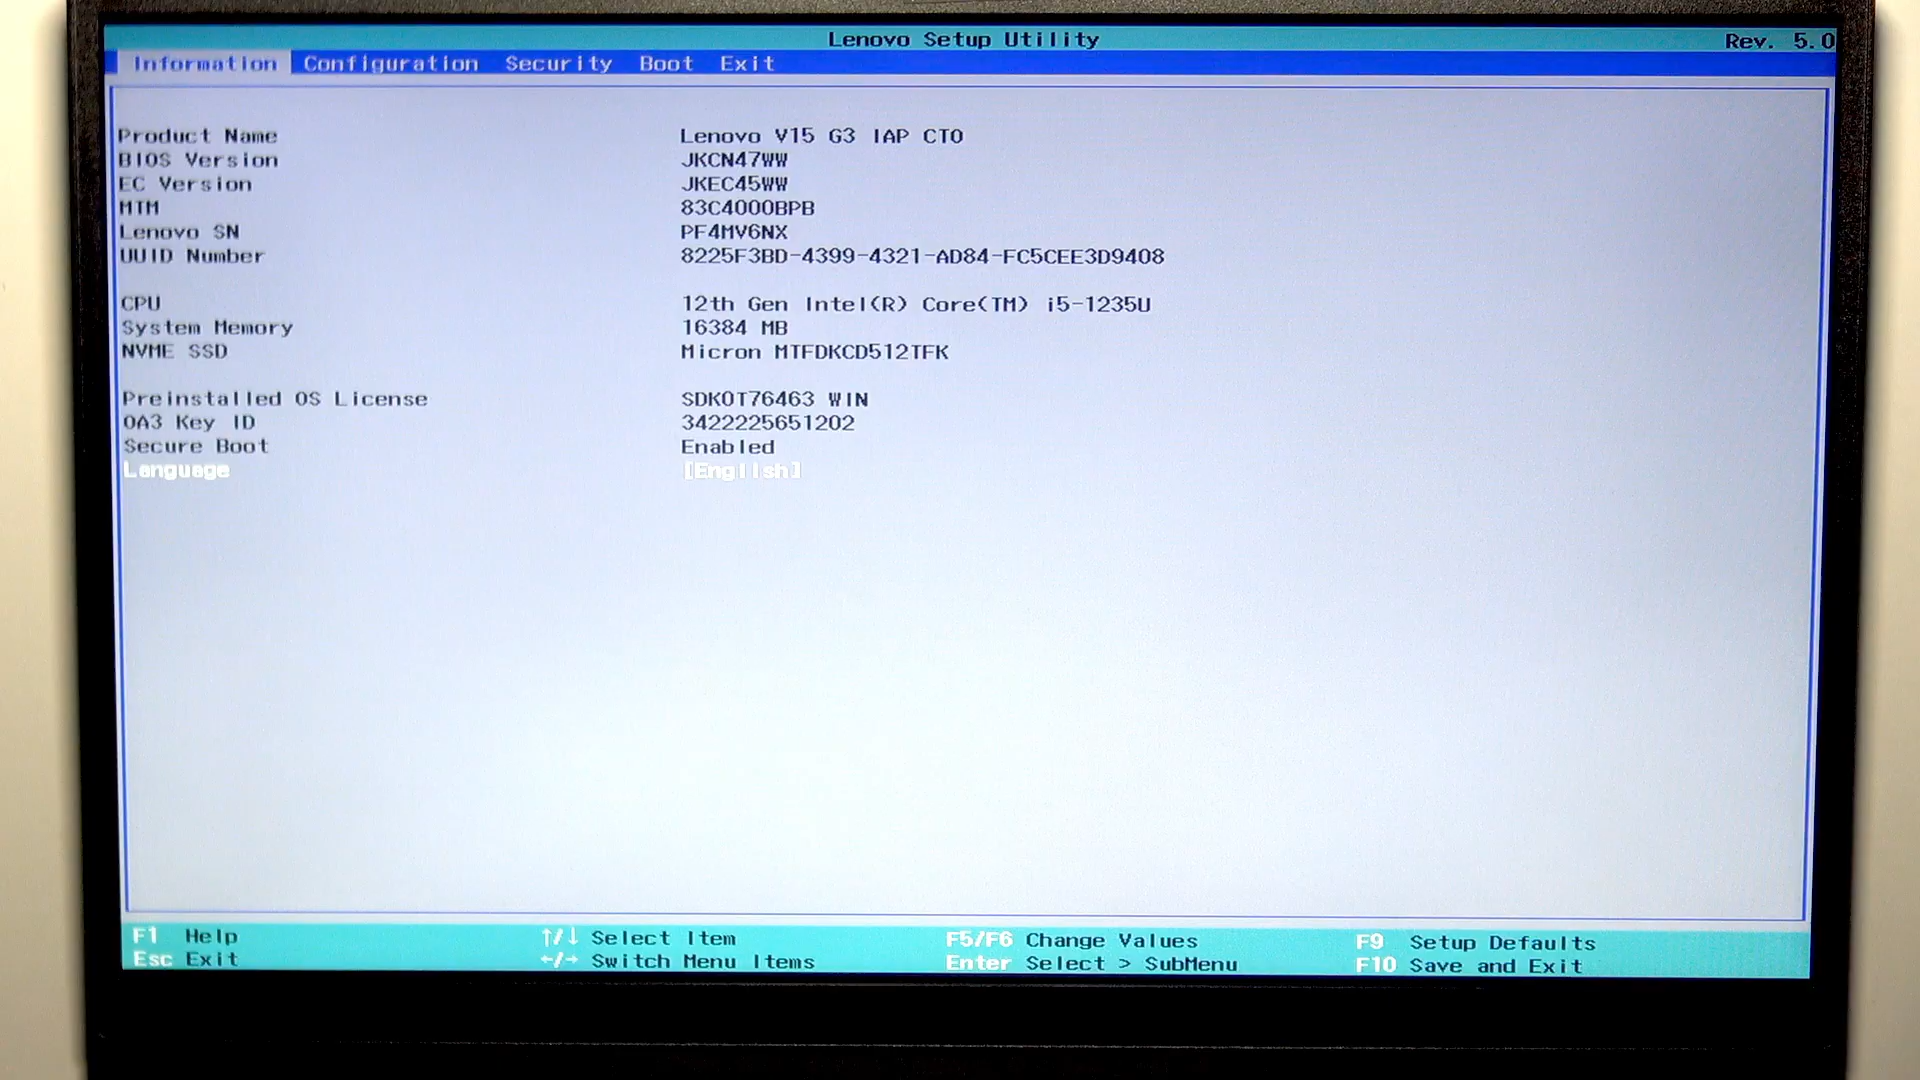 Lenovo Setup Utility
Rev. 5.0
Information Configuration Security Boot Exit
Product Name Lenovo V15 G3 IAP CTO
BIOS Version JKCN47WW
EC Version JKEC45WW
MTM 83C4000BPB
Lenovo SN PF4MV6NX
UUID Number 8225F3BD-4399-4321-AD84-FC5CEE3D9408
CPU 12th Gen Intel(R) Core(TM) i5-1235U
System Memory 16384 MB
NVME SSD Micron MTFDKCD512TFK
Preinstalled OS License SDK0T76463 WIN
OA3 Key ID 3422225651202
Secure Boot Enabled
Language [English]
F1 Help ↑/↓ Select Item F5/F6 Change Values F9 Setup Defaults
Esc Exit ←/→ Switch Menu Items Enter Select > SubMenu F10 Save and Exit